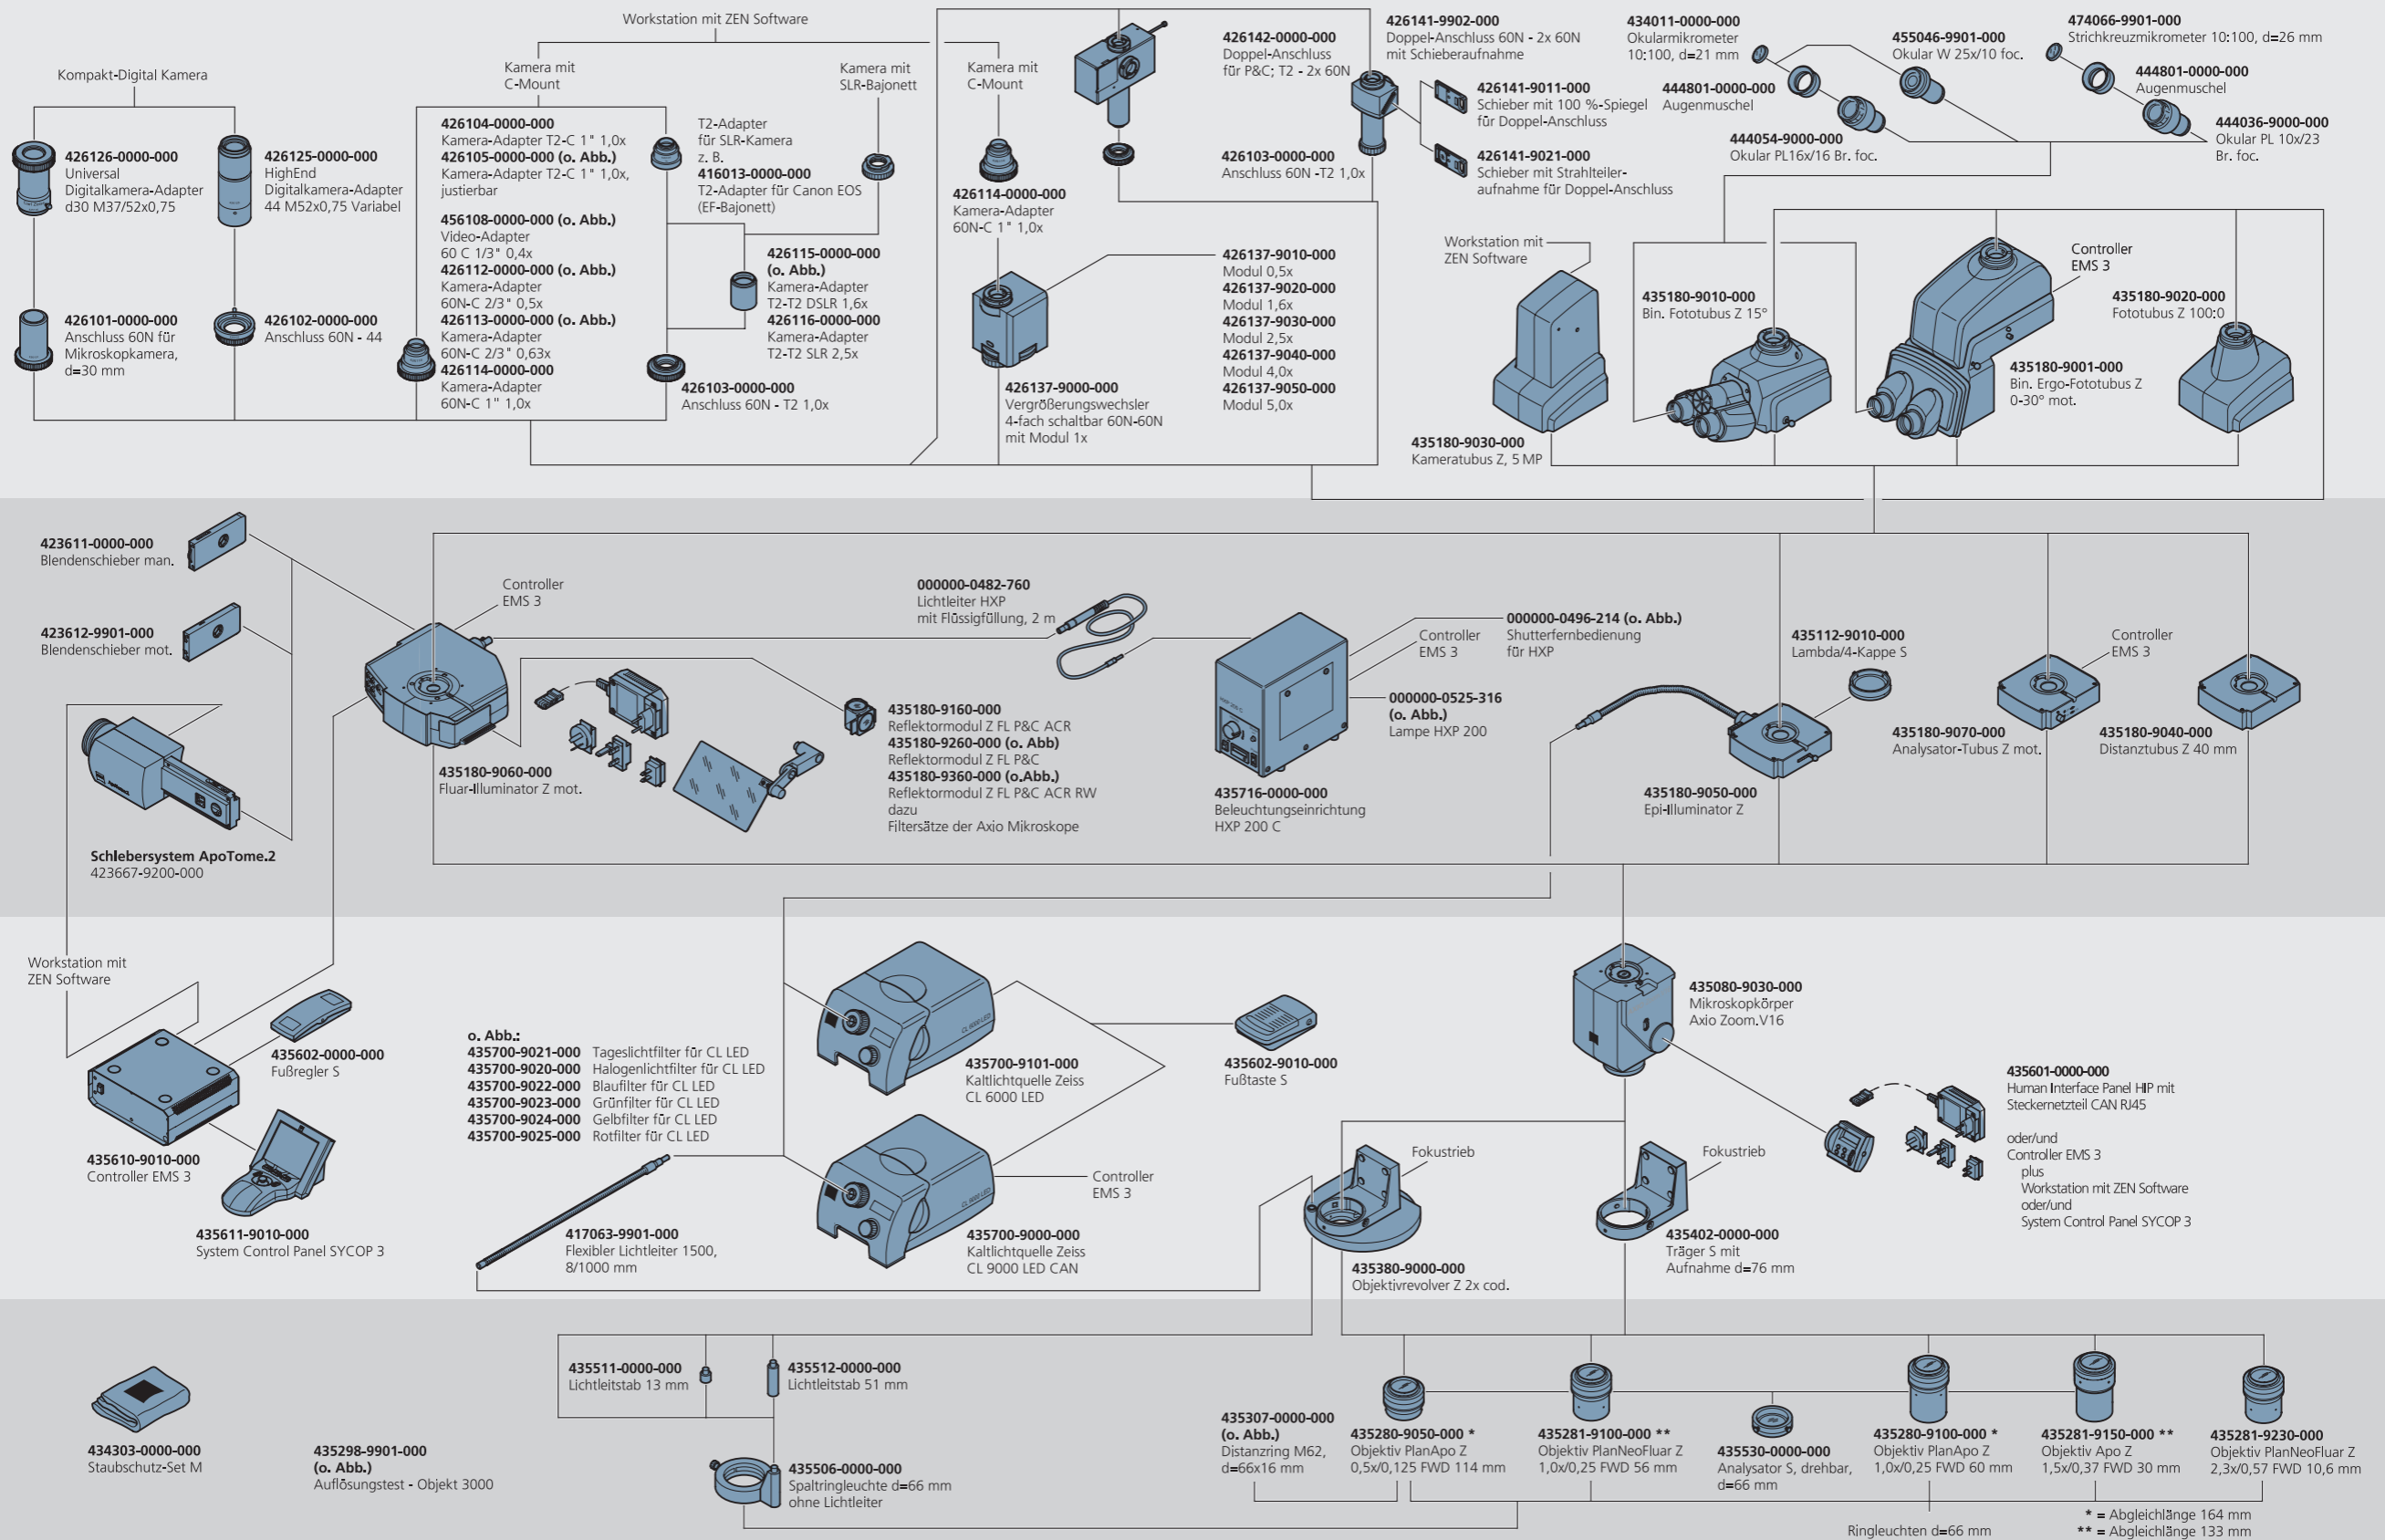 Workstation mit ZEN Software
Kompakt-Digital Kamera
Kamera mit
C-Mount
Kamera mit
SLR-Bajonett
Kamera mit
C-Mount
426126-0000-000
Universal
Digitalkamera-Adapter
d30 M37/52x0,75
426125-0000-000
HighEnd
Digitalkamera-Adapter
44 M52x0,75 Variabel
426101-0000-000
Anschluss 60N für
Mikroskopkamera,
d=30 mm
426102-0000-000
Anschluss 60N - 44
426104-0000-000
Kamera-Adapter T2-C 1" 1,0x
426105-0000-000 (o. Abb.)
Kamera-Adapter T2-C 1" 1,0x,
justierbar
456108-0000-000 (o. Abb.)
Video-Adapter
60 C 1/3" 0,4x
426112-0000-000 (o. Abb.)
Kamera-Adapter
60N-C 2/3" 0,5x
426113-0000-000 (o. Abb.)
Kamera-Adapter
60N-C 2/3" 0,63x
426114-0000-000
Kamera-Adapter
60N-C 1" 1,0x
T2-Adapter
für SLR-Kamera
z. B.
416013-0000-000
T2-Adapter für Canon EOS
(EF-Bajonett)
426115-0000-000
(o. Abb.)
Kamera-Adapter
T2-T2 DSLR 1,6x
426116-0000-000
Kamera-Adapter
T2-T2 SLR 2,5x
426103-0000-000
Anschluss 60N - T2 1,0x
426114-0000-000
Kamera-Adapter
60N-C 1" 1,0x
426137-9000-000
Vergrößerungswechsler
4-fach schaltbar 60N-60N
mit Modul 1x
426142-0000-000
Doppel-Anschluss
für P&C; T2 - 2x 60N
426103-0000-000
Anschluss 60N -T2 1,0x
426137-9010-000
Modul 0,5x
426137-9020-000
Modul 1,6x
426137-9030-000
Modul 2,5x
426137-9040-000
Modul 4,0x
426137-9050-000
Modul 5,0x
426141-9902-000
Doppel-Anschluss 60N - 2x 60N
mit Schieberaufnahme
426141-9011-000
Schieber mit 100 %-Spiegel
für Doppel-Anschluss
426141-9021-000
Schieber mit Strahlteiler-
aufnahme für Doppel-Anschluss
434011-0000-000
Okularmikrometer
10:100, d=21 mm
444801-0000-000
Augenmuschel
444054-9000-000
Okular PL16x/16 Br. foc.
455046-9901-000
Okular W 25x/10 foc.
474066-9901-000
Strichkreuzmikrometer 10:100, d=26 mm
444801-0000-000
Augenmuschel
444036-9000-000
Okular PL 10x/23
Br. foc.
Workstation mit
ZEN Software
435180-9030-000
Kameratubus Z, 5 MP
435180-9010-000
Bin. Fototubus Z 15°
Controller
EMS 3
435180-9020-000
Fototubus Z 100:0
435180-9001-000
Bin. Ergo-Fototubus Z
0-30° mot.
423611-0000-000
Blendenschieber man.
423612-9901-000
Blendenschieber mot.
Controller
EMS 3
Schlebersystem ApoTome.2
423667-9200-000
435180-9060-000
Fluar-Illuminator Z mot.
000000-0482-760
Lichtleiter HXP
mit Flüssigfüllung, 2 m
435180-9160-000
Reflektormodul Z FL P&C ACR
435180-9260-000 (o. Abb)
Reflektormodul Z FL P&C
435180-9360-000 (o.Abb.)
Reflektormodul Z FL P&C ACR RW
dazu
Filtersätze der Axio Mikroskope
Controller
EMS 3
000000-0496-214 (o. Abb.)
Shutterfernbedienung
für HXP
000000-0525-316
(o. Abb.)
Lampe HXP 200
435716-0000-000
Beleuchtungseinrichtung
HXP 200 C
435112-9010-000
Lambda/4-Kappe S
435180-9050-000
Epi-Illuminator Z
Controller
EMS 3
435180-9070-000
Analysator-Tubus Z mot.
435180-9040-000
Distanztubus Z 40 mm
Workstation mit
ZEN Software
435602-0000-000
Fußregler S
435610-9010-000
Controller EMS 3
435611-9010-000
System Control Panel SYCOP 3
o. Abb.:
435700-9021-000 Tageslichtfilter für CL LED
435700-9020-000 Halogenlichtfilter für CL LED
435700-9022-000 Blaufilter für CL LED
435700-9023-000 Grünfilter für CL LED
435700-9024-000 Gelbfilter für CL LED
435700-9025-000 Rotfilter für CL LED
417063-9901-000
Flexibler Lichtleiter 1500,
8/1000 mm
CL 6000 LED
435700-9101-000
Kaltlichtquelle Zeiss
CL 6000 LED
CL 9000 LED
Controller
EMS 3
435700-9000-000
Kaltlichtquelle Zeiss
CL 9000 LED CAN
435602-9010-000
Fußtaste S
435080-9030-000
Mikroskopkörper
Axio Zoom.V16
Fokustrieb
435380-9000-000
Objektivrevolver Z 2x cod.
Fokustrieb
435402-0000-000
Träger S mit
Aufnahme d=76 mm
435601-0000-000
Human Interface Panel HIP mit
Steckernetzteil CAN RJ45
oder/und
Controller EMS 3
plus
Workstation mit ZEN Software
oder/und
System Control Panel SYCOP 3
434303-0000-000
Staubschutz-Set M
435298-9901-000
(o. Abb.)
Auflösungstest - Objekt 3000
435511-0000-000
Lichtleitstab 13 mm
435512-0000-000
Lichtleitstab 51 mm
435506-0000-000
Spaltringleuchte d=66 mm
ohne Lichtleiter
435307-0000-000
(o. Abb.)
Distanzring M62,
d=66x16 mm
435280-9050-000 *
Objektiv PlanApo Z
0,5x/0,125 FWD 114 mm
435281-9100-000 **
Objektiv PlanNeoFluar Z
1,0x/0,25 FWD 56 mm
435530-0000-000
Analysator S, drehbar,
d=66 mm
435280-9100-000 *
Objektiv PlanApo Z
1,0x/0,25 FWD 60 mm
435281-9150-000 **
Objektiv Apo Z
1,5x/0,37 FWD 30 mm
435281-9230-000
Objektiv PlanNeoFluar Z
2,3x/0,57 FWD 10,6 mm
Ringleuchten d=66 mm
* = Abgleichlänge 164 mm
** = Abgleichlänge 133 mm